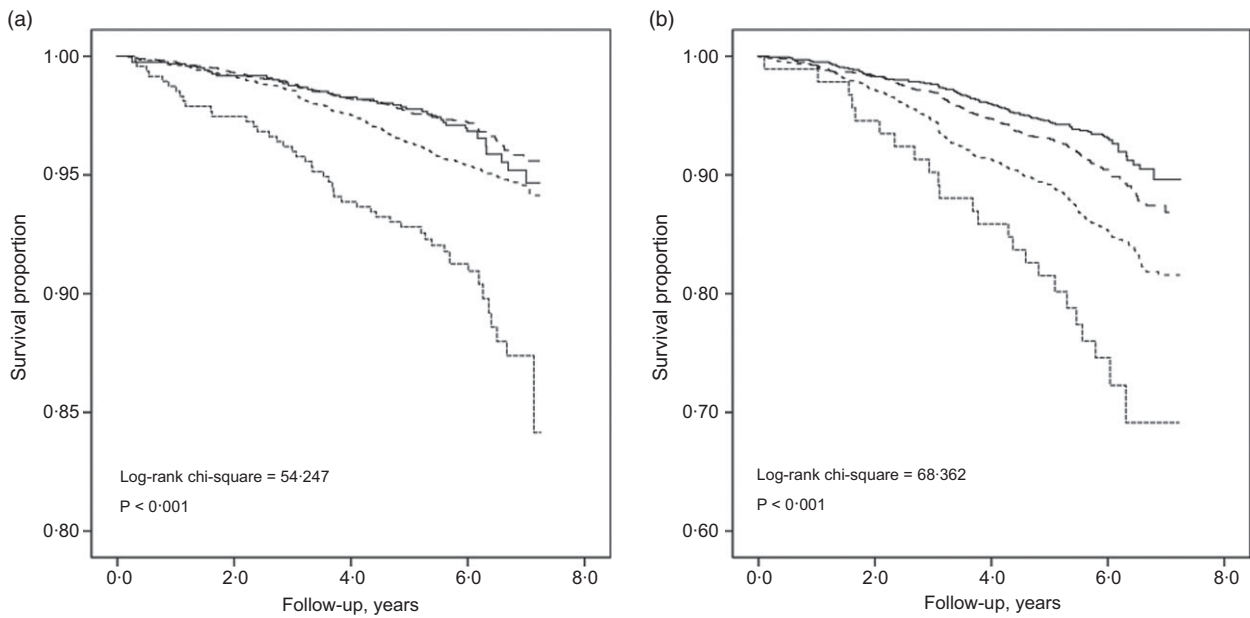 (a)
1·00
0·95
0·90
0·85
0·80
Survival proportion
Log-rank chi-square = 54·247
P < 0·001
0·0 2·0 4·0 6·0 8·0
Follow-up, years
(b)
1·00
0·90
0·80
0·70
0·60
Survival proportion
Log-rank chi-square = 68·362
P < 0·001
0·0 2·0 4·0 6·0 8·0
Follow-up, years